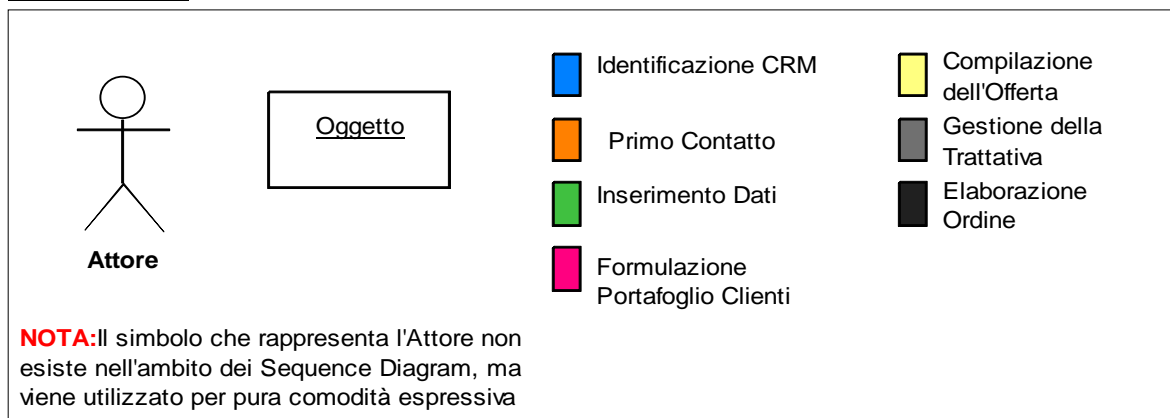 Oggetto
Attore
NOTA:Il simbolo che rappresenta l'Attore non
esiste nell'ambito dei Sequence Diagram, ma
viene utilizzato per pura comodità espressiva
Identificazione CRM
Primo Contatto
Inserimento Dati
Formulazione
Portafoglio Clienti
Compilazione
dell'Offerta
Gestione della
Trattativa
Elaborazione
Ordine